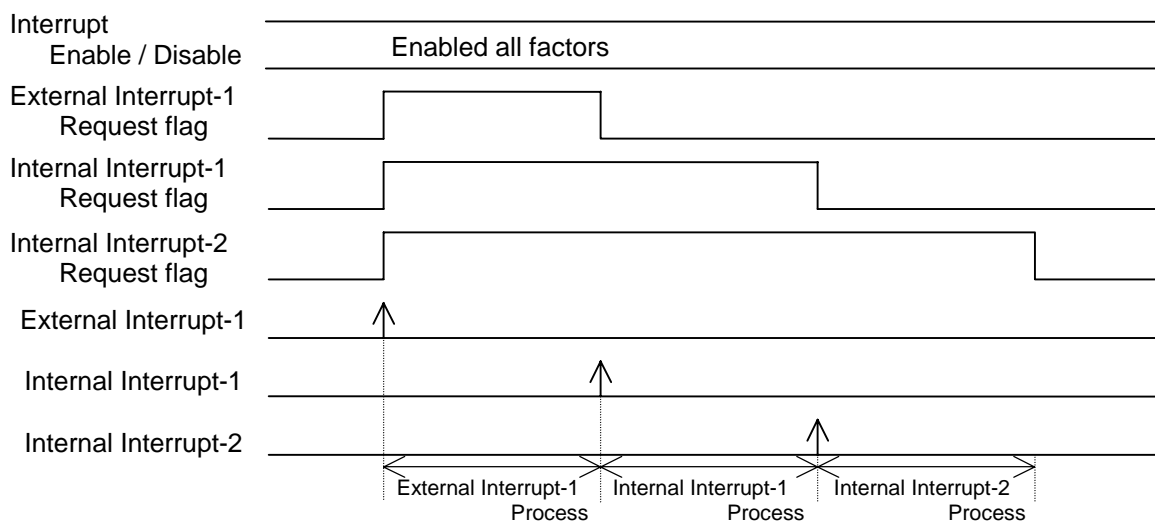 Interrupt
Enable / Disable
Enabled all factors
External Interrupt-1
Request flag
Internal Interrupt-1
Request flag
Internal Interrupt-2
Request flag
External Interrupt-1
Internal Interrupt-1
Internal Interrupt-2
External Interrupt-1
Process
Internal Interrupt-1
Process
Internal Interrupt-2
Process